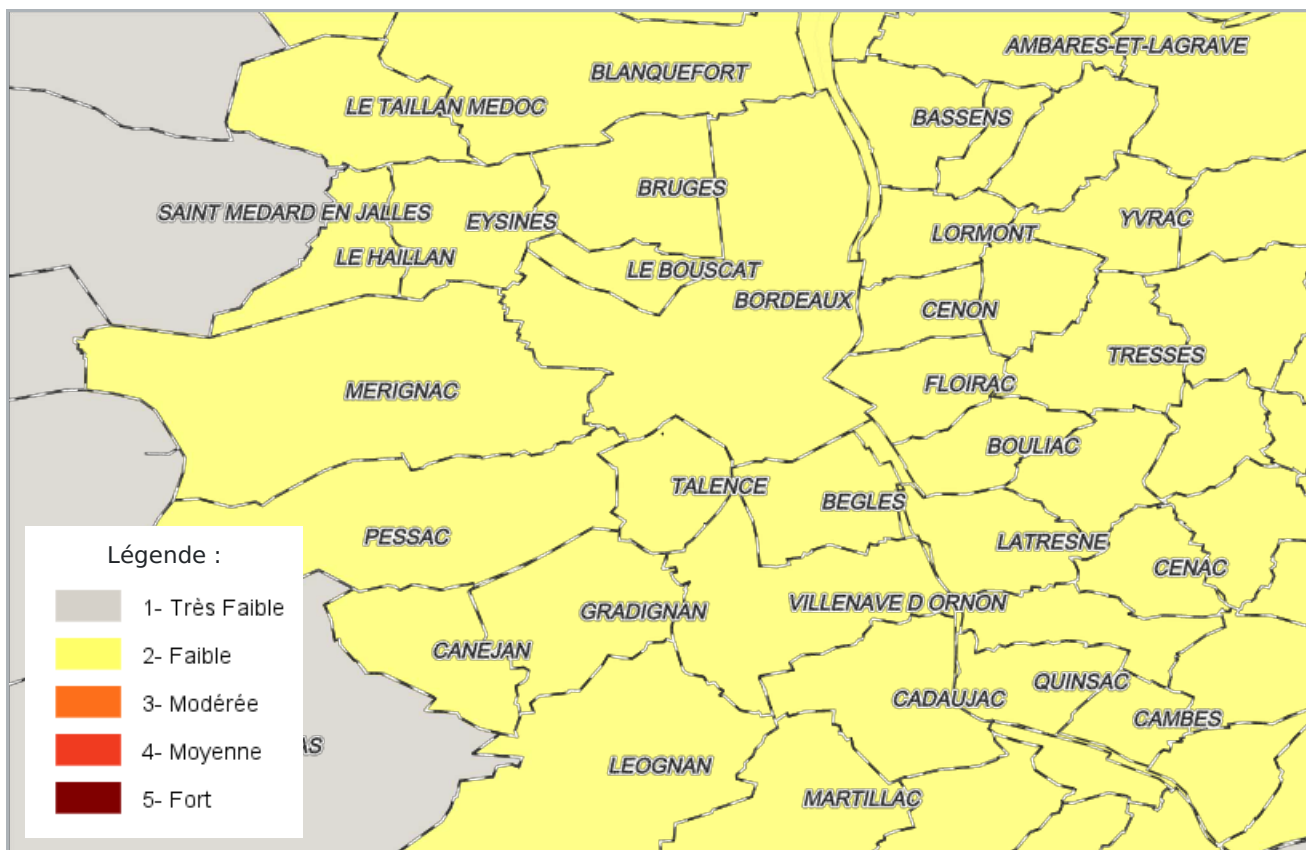 AMBARES-ET-LAGRAVE
BLANQUEFORT
LE TAILLAN MEDOC
BASSENS
BRUGES
SAINT MEDARD EN JALLES
EYSINES
YVRAC
LORMONT
LE HAILLAN
LE BOUSCAT
BORDEAUX
CENON
TRESSES
MERIGNAC
FLOIRAC
BOULIAC
TALENCE
BEGLES
PESSAC
LATRESNE
CENAC
VILLENAVE D ORNON
GRADIGNAN
CANEJAN
QUINSAC
CADAUJAC
CAMBES
LEOGNAN
MARTILLAC
AS
Légende :
1- Très Faible
2- Faible
3- Modérée
4- Moyenne
5- Fort